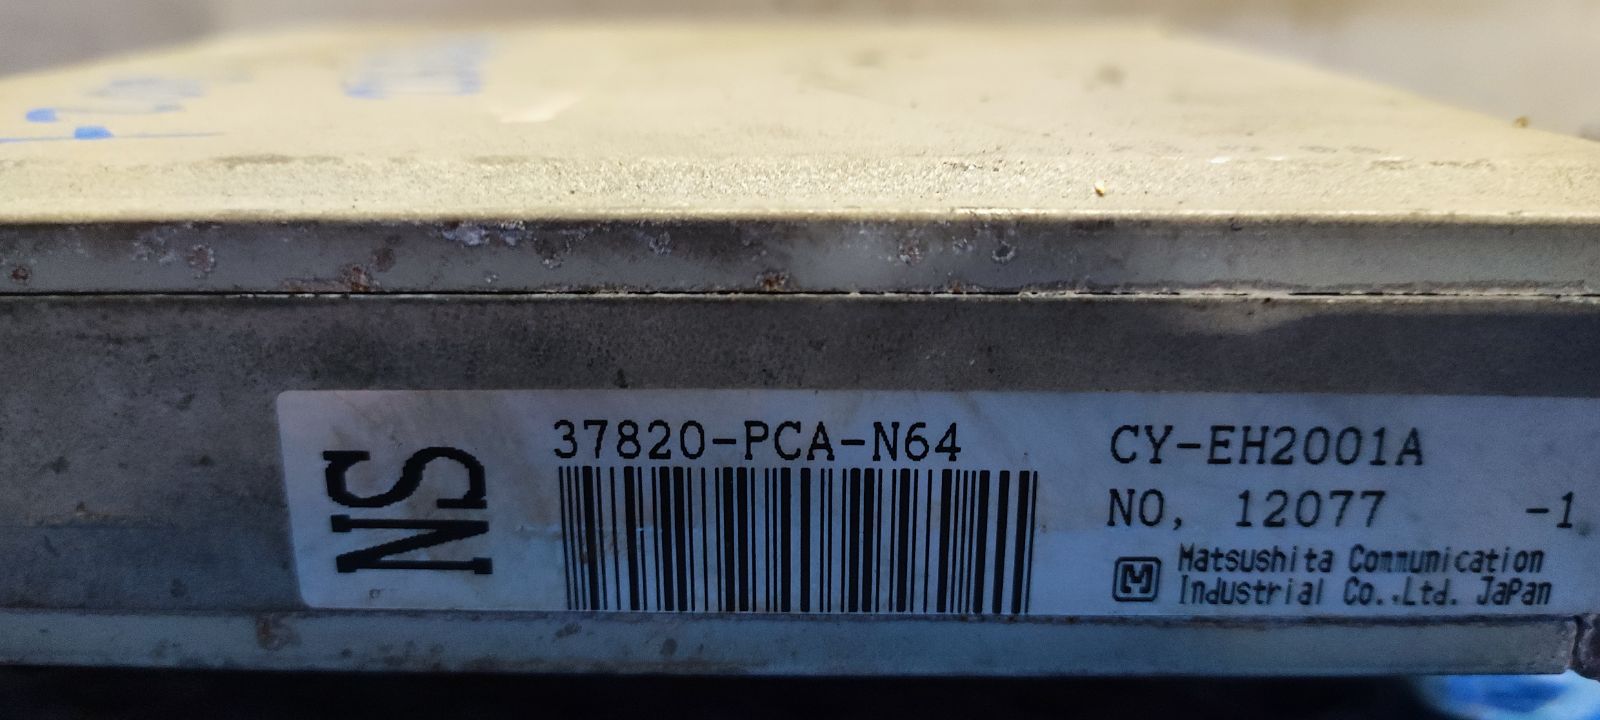 NS
37820-PCA-N64
CY-EH2001A
NO, 12077 -1
M
Matsushita Communication
Industrial Co.,Ltd. JaPan